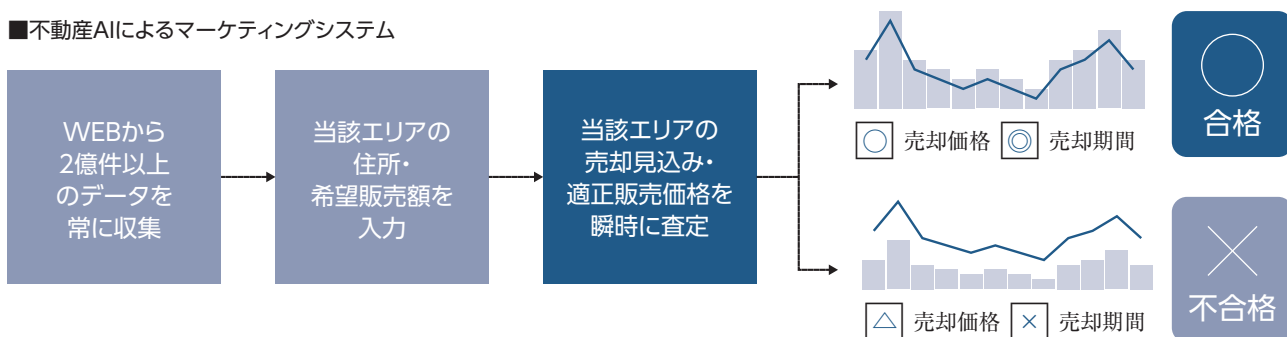 ■不動産AIによるマーケティングシステム
WEBから
2億件以上
のデータを
常に収集
当該エリアの
住所・
希望販売額を
入力
当該エリアの
売却見込み・
適正販売価格を
瞬時に査定
○ 売却価格 ◎ 売却期間
○
合格
△ 売却価格 × 売却期間
×
不合格